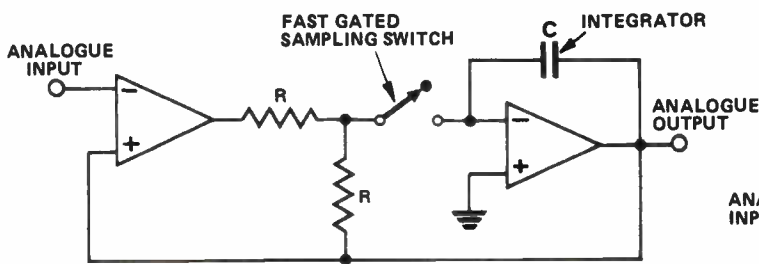 FAST GATED
SAMPLING SWITCH
C
INTEGRATOR
ANALOGUE
INPUT
R
−
+
−
+
ANALOGUE
OUTPUT
R